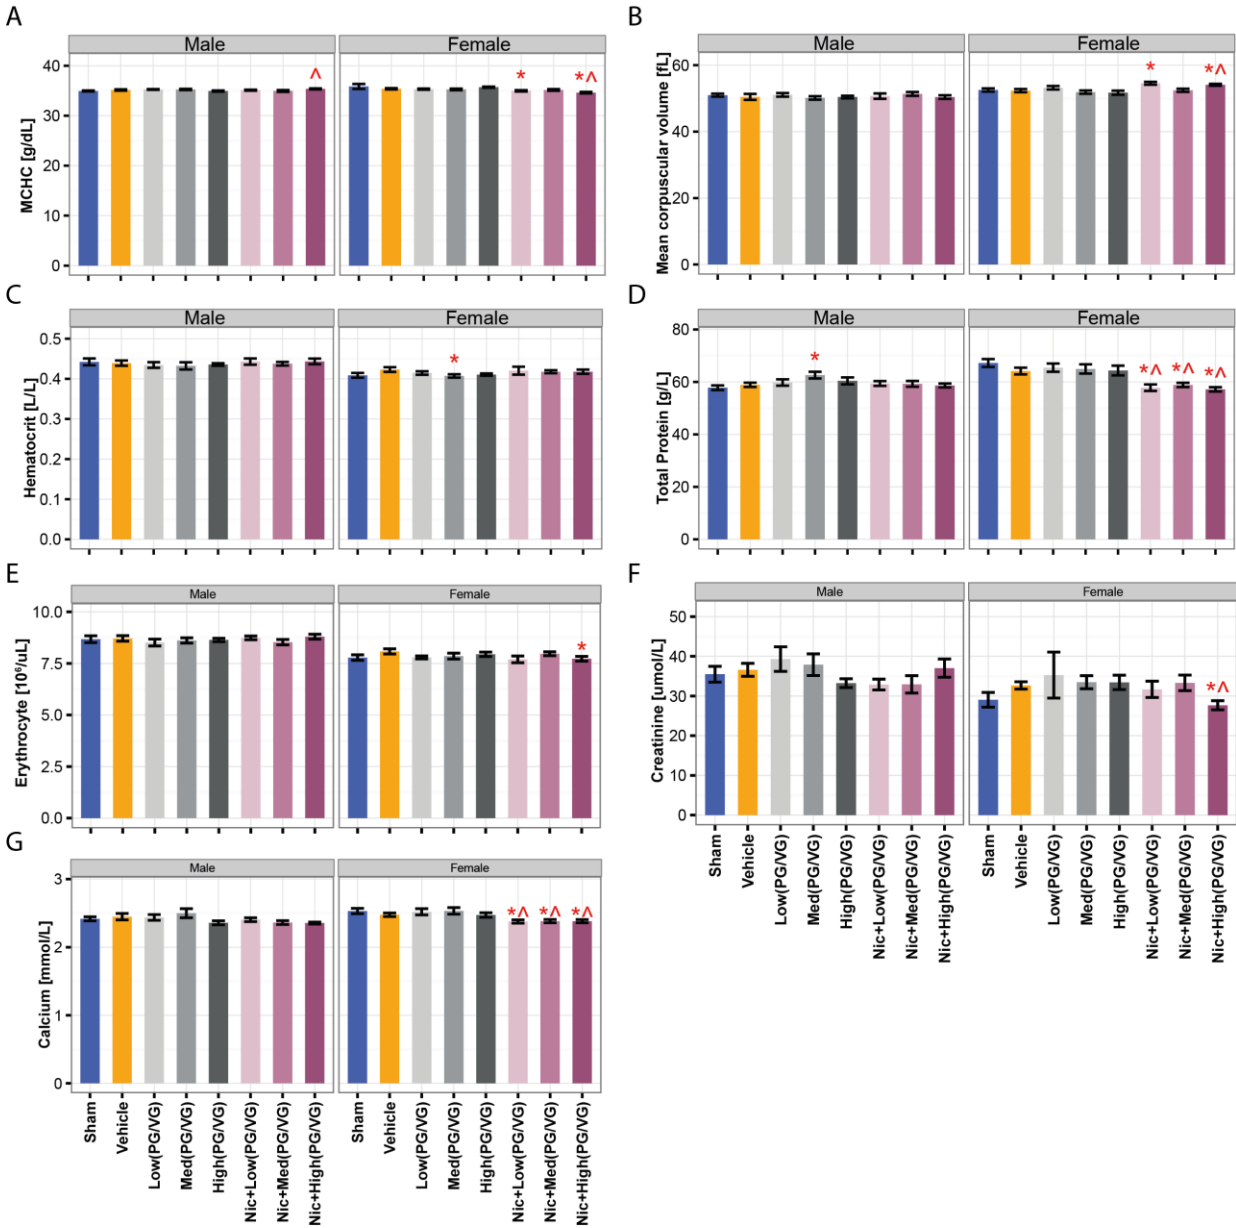 A
Male
Female
MCHC [g/dL]
40
30
20
10
0
^
*
*^
B
Male
Female
Mean corpuscular volume [fL]
60
40
20
0
*
*^
C
Male
Female
Hematocrit [L/L]
0.5
0.4
0.3
0.2
0.1
0.0
*
D
Male
Female
Total Protein [g/L]
80
60
40
20
0
*
*^
*^
*^
E
Male
Female
Erythrocyte [10⁶/uL]
10.0
7.5
5.0
2.5
0.0
*
F
Male
Female
Creatinine [umol/L]
50
40
30
20
10
0
*^
Sham
Vehicle
Low(PG/VG)
Med(PG/VG)
High(PG/VG)
Nic+Low(PG/VG)
Nic+Med(PG/VG)
Nic+High(PG/VG)
Sham
Vehicle
Low(PG/VG)
Med(PG/VG)
High(PG/VG)
Nic+Low(PG/VG)
Nic+Med(PG/VG)
Nic+High(PG/VG)
G
Male
Female
Calcium [mmol/L]
3
2
1
0
*^
*^
*^
Sham
Vehicle
Low(PG/VG)
Med(PG/VG)
High(PG/VG)
Nic+Low(PG/VG)
Nic+Med(PG/VG)
Nic+High(PG/VG)
Sham
Vehicle
Low(PG/VG)
Med(PG/VG)
High(PG/VG)
Nic+Low(PG/VG)
Nic+Med(PG/VG)
Nic+High(PG/VG)